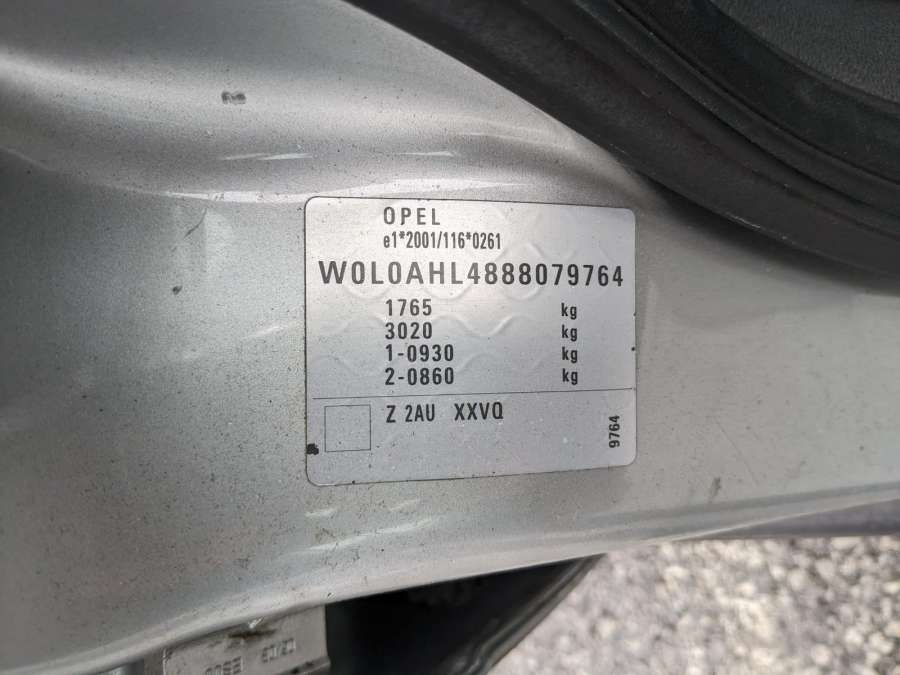 OPEL
e1*2001/116*0261
W0L0AHL4888079764
1765 kg
3020 kg
1-0930 kg
2-0860 kg
Z 2AU XXVQ
9764